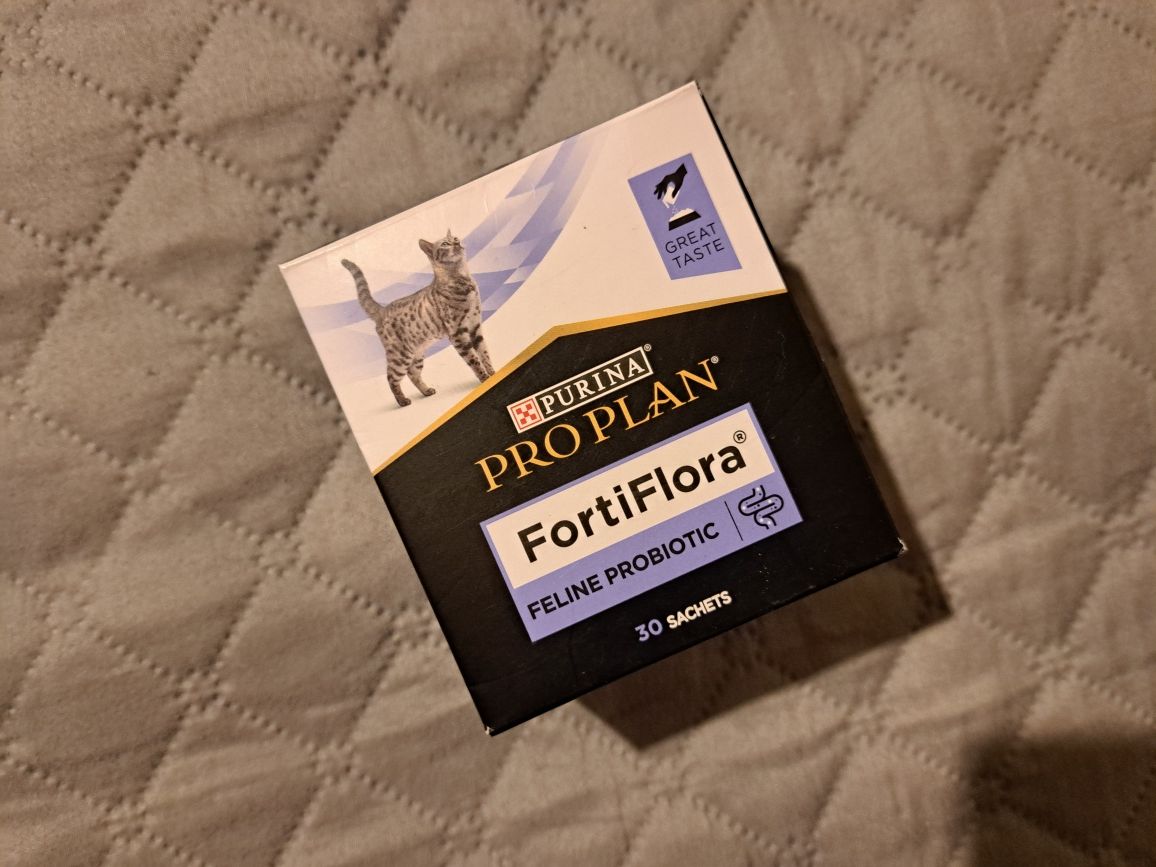 GREAT
TASTE
PURINA®
PRO PLAN®
FortiFlora®
FELINE PROBIOTIC
30 SACHETS